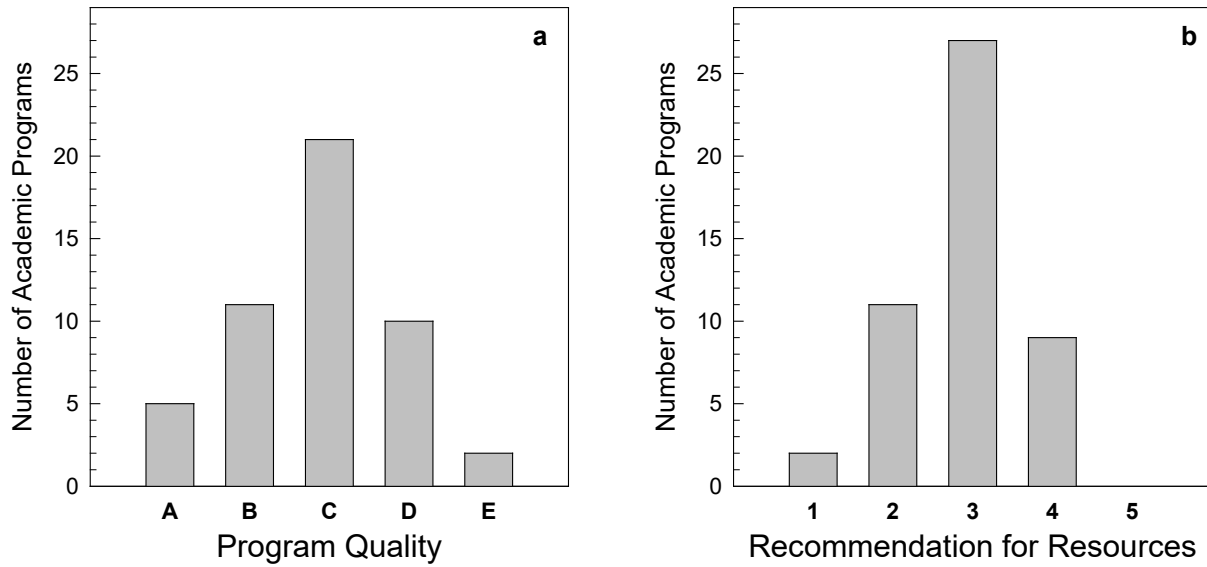 a
25
20
15
10
5
0
Number of Academic Programs
A B C D E
Program Quality
b
25
20
15
10
5
0
Number of Academic Programs
1 2 3 4 5
Recommendation for Resources